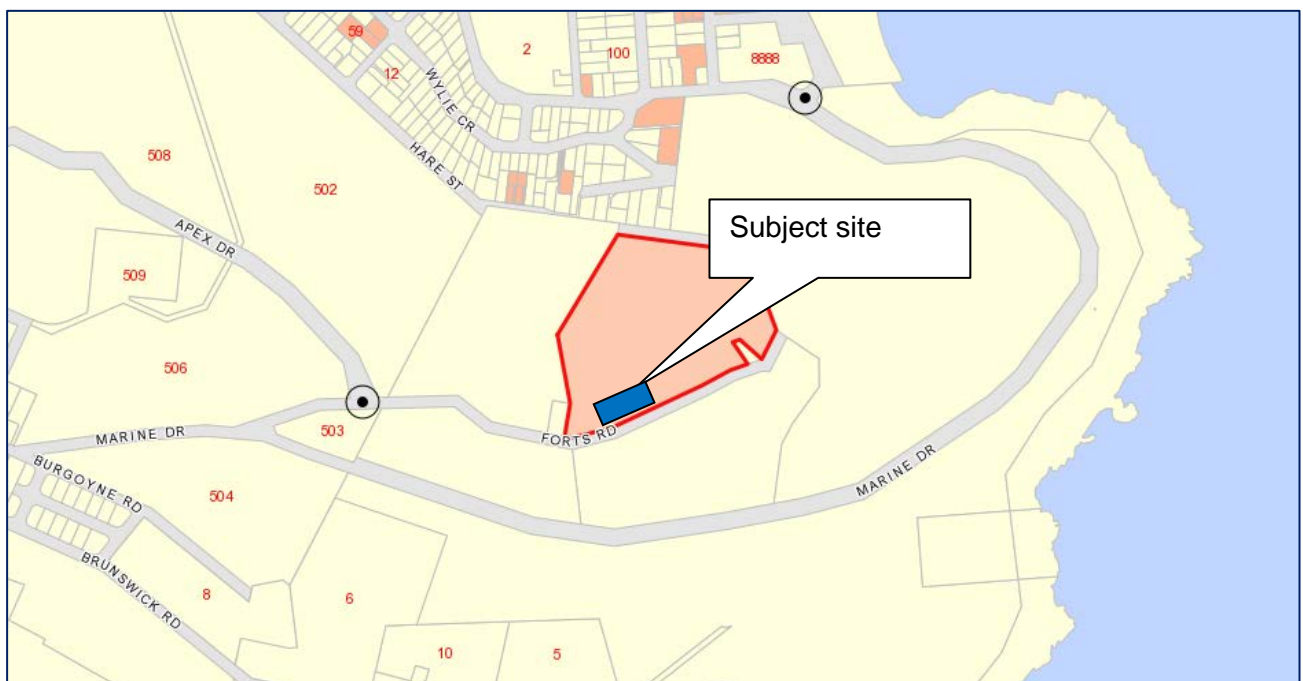 59
2
100
8888
12
WYLIE CR
HARE ST
508
502
Subject site
APEX DR
509
506
503
MARINE DR
FORTS RD
BURGOYNE RD
504
MARINE DR
BRUNSWICK RD
8
6
10
5